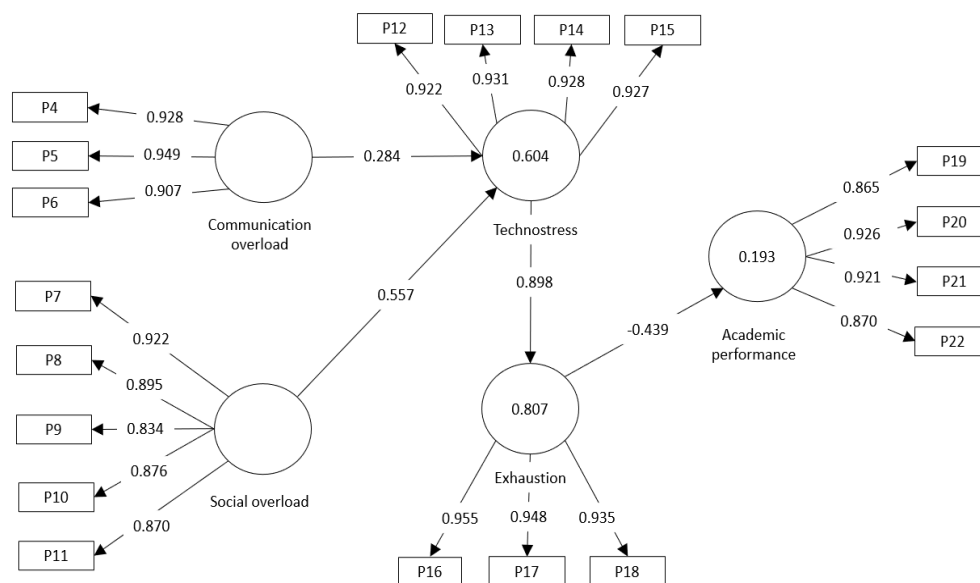 P12
P13
P14
P15
0.922
0.931
0.928
0.927
P4
P5
P6
0.928
0.949
0.907
Communication
overload
0.284
0.604
Technostress
P7
P8
P9
P10
P11
0.922
0.895
0.834
0.876
0.870
Social overload
0.557
0.898
0.807
Exhaustion
0.955
0.948
0.935
P16
P17
P18
-0.439
0.193
Academic
performance
0.865
0.926
0.921
0.870
P19
P20
P21
P22